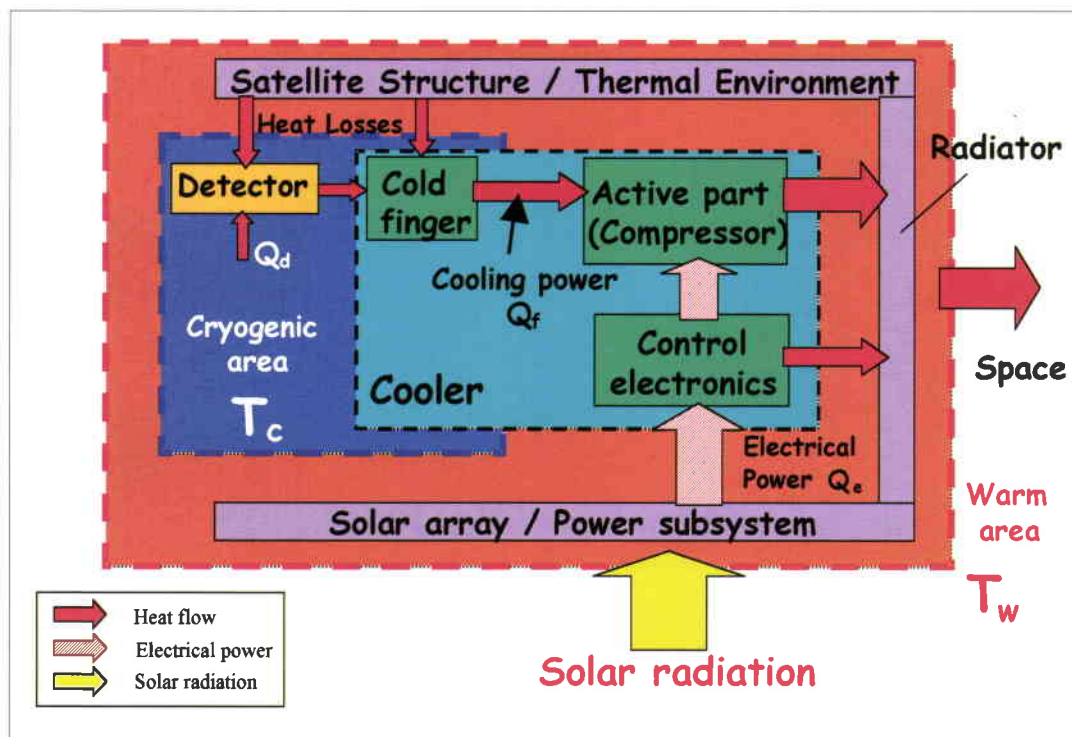 Satellite Structure / Thermal Environment
Heat Losses
Radiator
Detector
Cold
finger
Active part
(Compressor)
Qd
Cooling power
Qf
Cryogenic
area
Tc
Cooler
Control
electronics
Space
Electrical
Power Qe
Solar array / Power subsystem
Warm
area
Tw
Heat flow
Electrical power
Solar radiation
Solar radiation